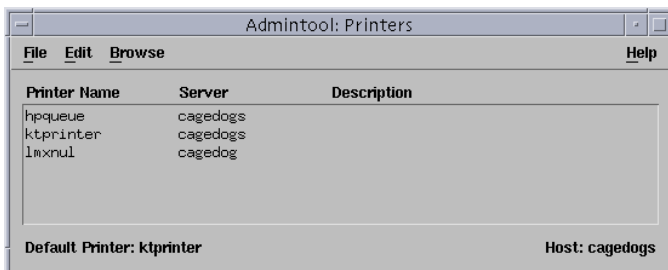 Admintool: Printers
File Edit Browse Help
Printer Name Server Description
hpqueue cagedogs
ktprinter cagedogs
lmxnul cagedog
Default Printer: ktprinter Host: cagedogs